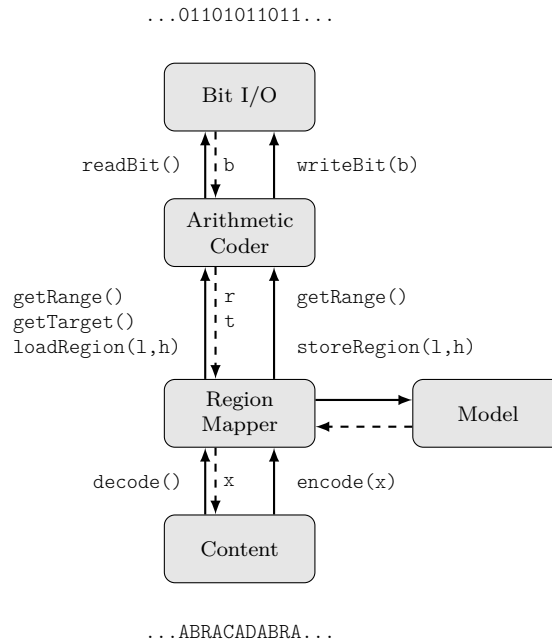 ...01101011011...
Bit I/O
readBit()
b
writeBit(b)
Arithmetic
Coder
getRange()
getTarget()
loadRegion(l,h)
r
t
getRange()
storeRegion(l,h)
Region
Mapper
Model
decode()
x
encode(x)
Content
...ABRACADABRA...